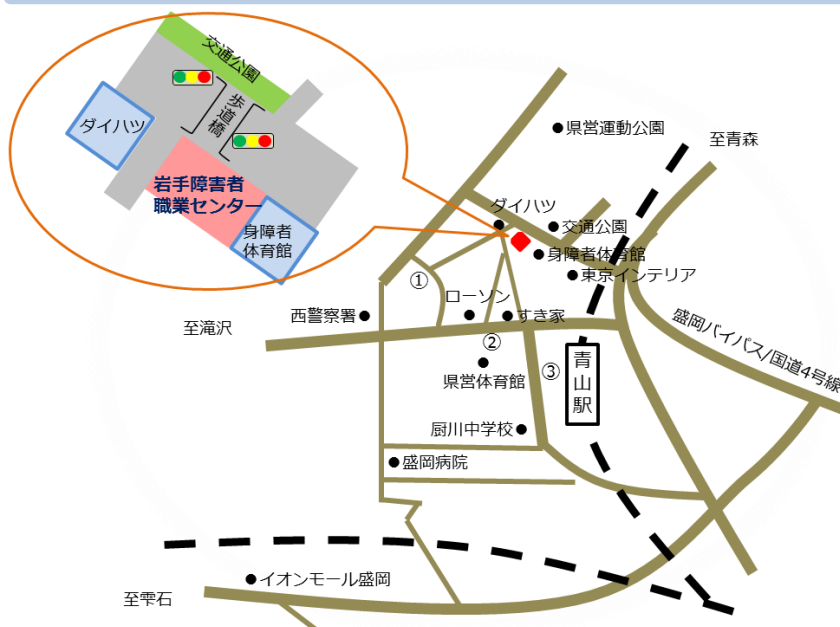 交通公園
歩道橋
ダイハツ
岩手障害者
職業センター
身障者
体育館
県営運動公園
至青森
ダイハツ
交通公園
身障者体育館
東京インテリア
①
ローソン
西警察署
すき家
至滝沢
②
盛岡バイパス/国道4号線
県営体育館
③
青山駅
厨川中学校
盛岡病院
イオンモール盛岡
至雫石